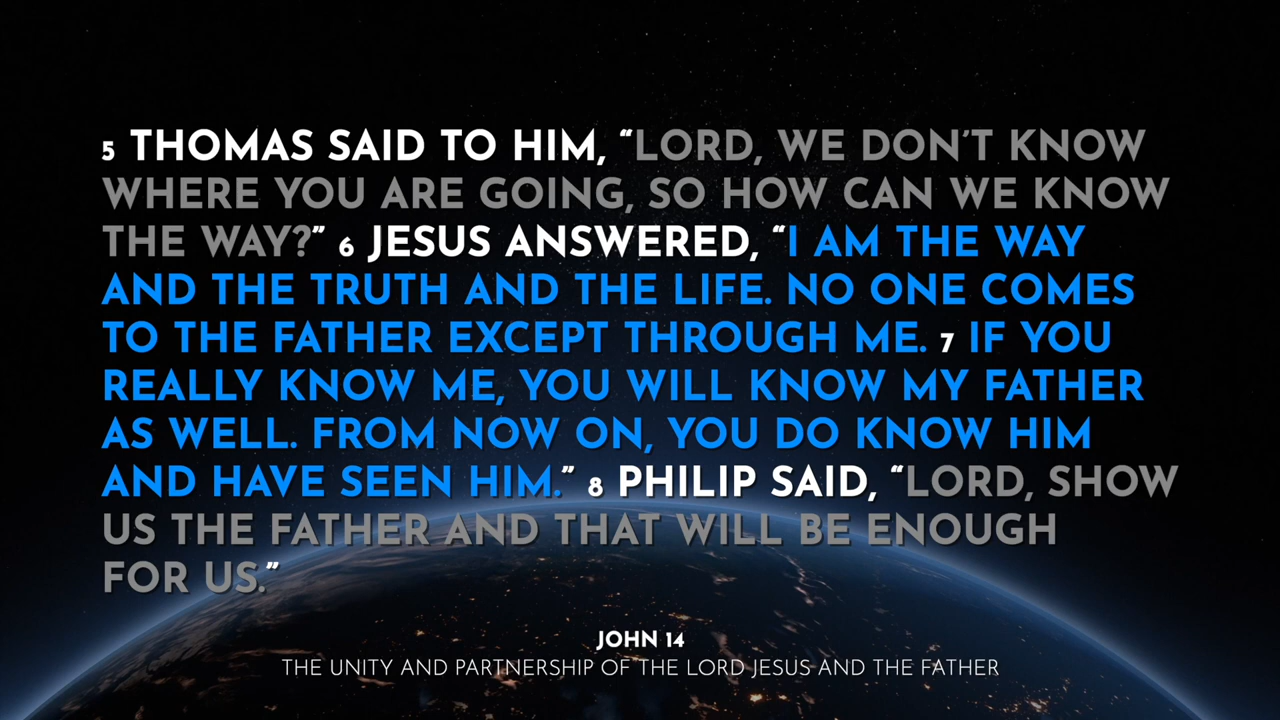 5 THOMAS SAID TO HIM, “LORD, WE DON’T KNOW
WHERE YOU ARE GOING, SO HOW CAN WE KNOW
THE WAY?” 6 JESUS ANSWERED, “I AM THE WAY
AND THE TRUTH AND THE LIFE. NO ONE COMES
TO THE FATHER EXCEPT THROUGH ME. 7 IF YOU
REALLY KNOW ME, YOU WILL KNOW MY FATHER
AS WELL. FROM NOW ON, YOU DO KNOW HIM
AND HAVE SEEN HIM.” 8 PHILIP SAID, “LORD, SHOW
US THE FATHER AND THAT WILL BE ENOUGH
FOR US.”
JOHN 14
THE UNITY AND PARTNERSHIP OF THE LORD JESUS AND THE FATHER